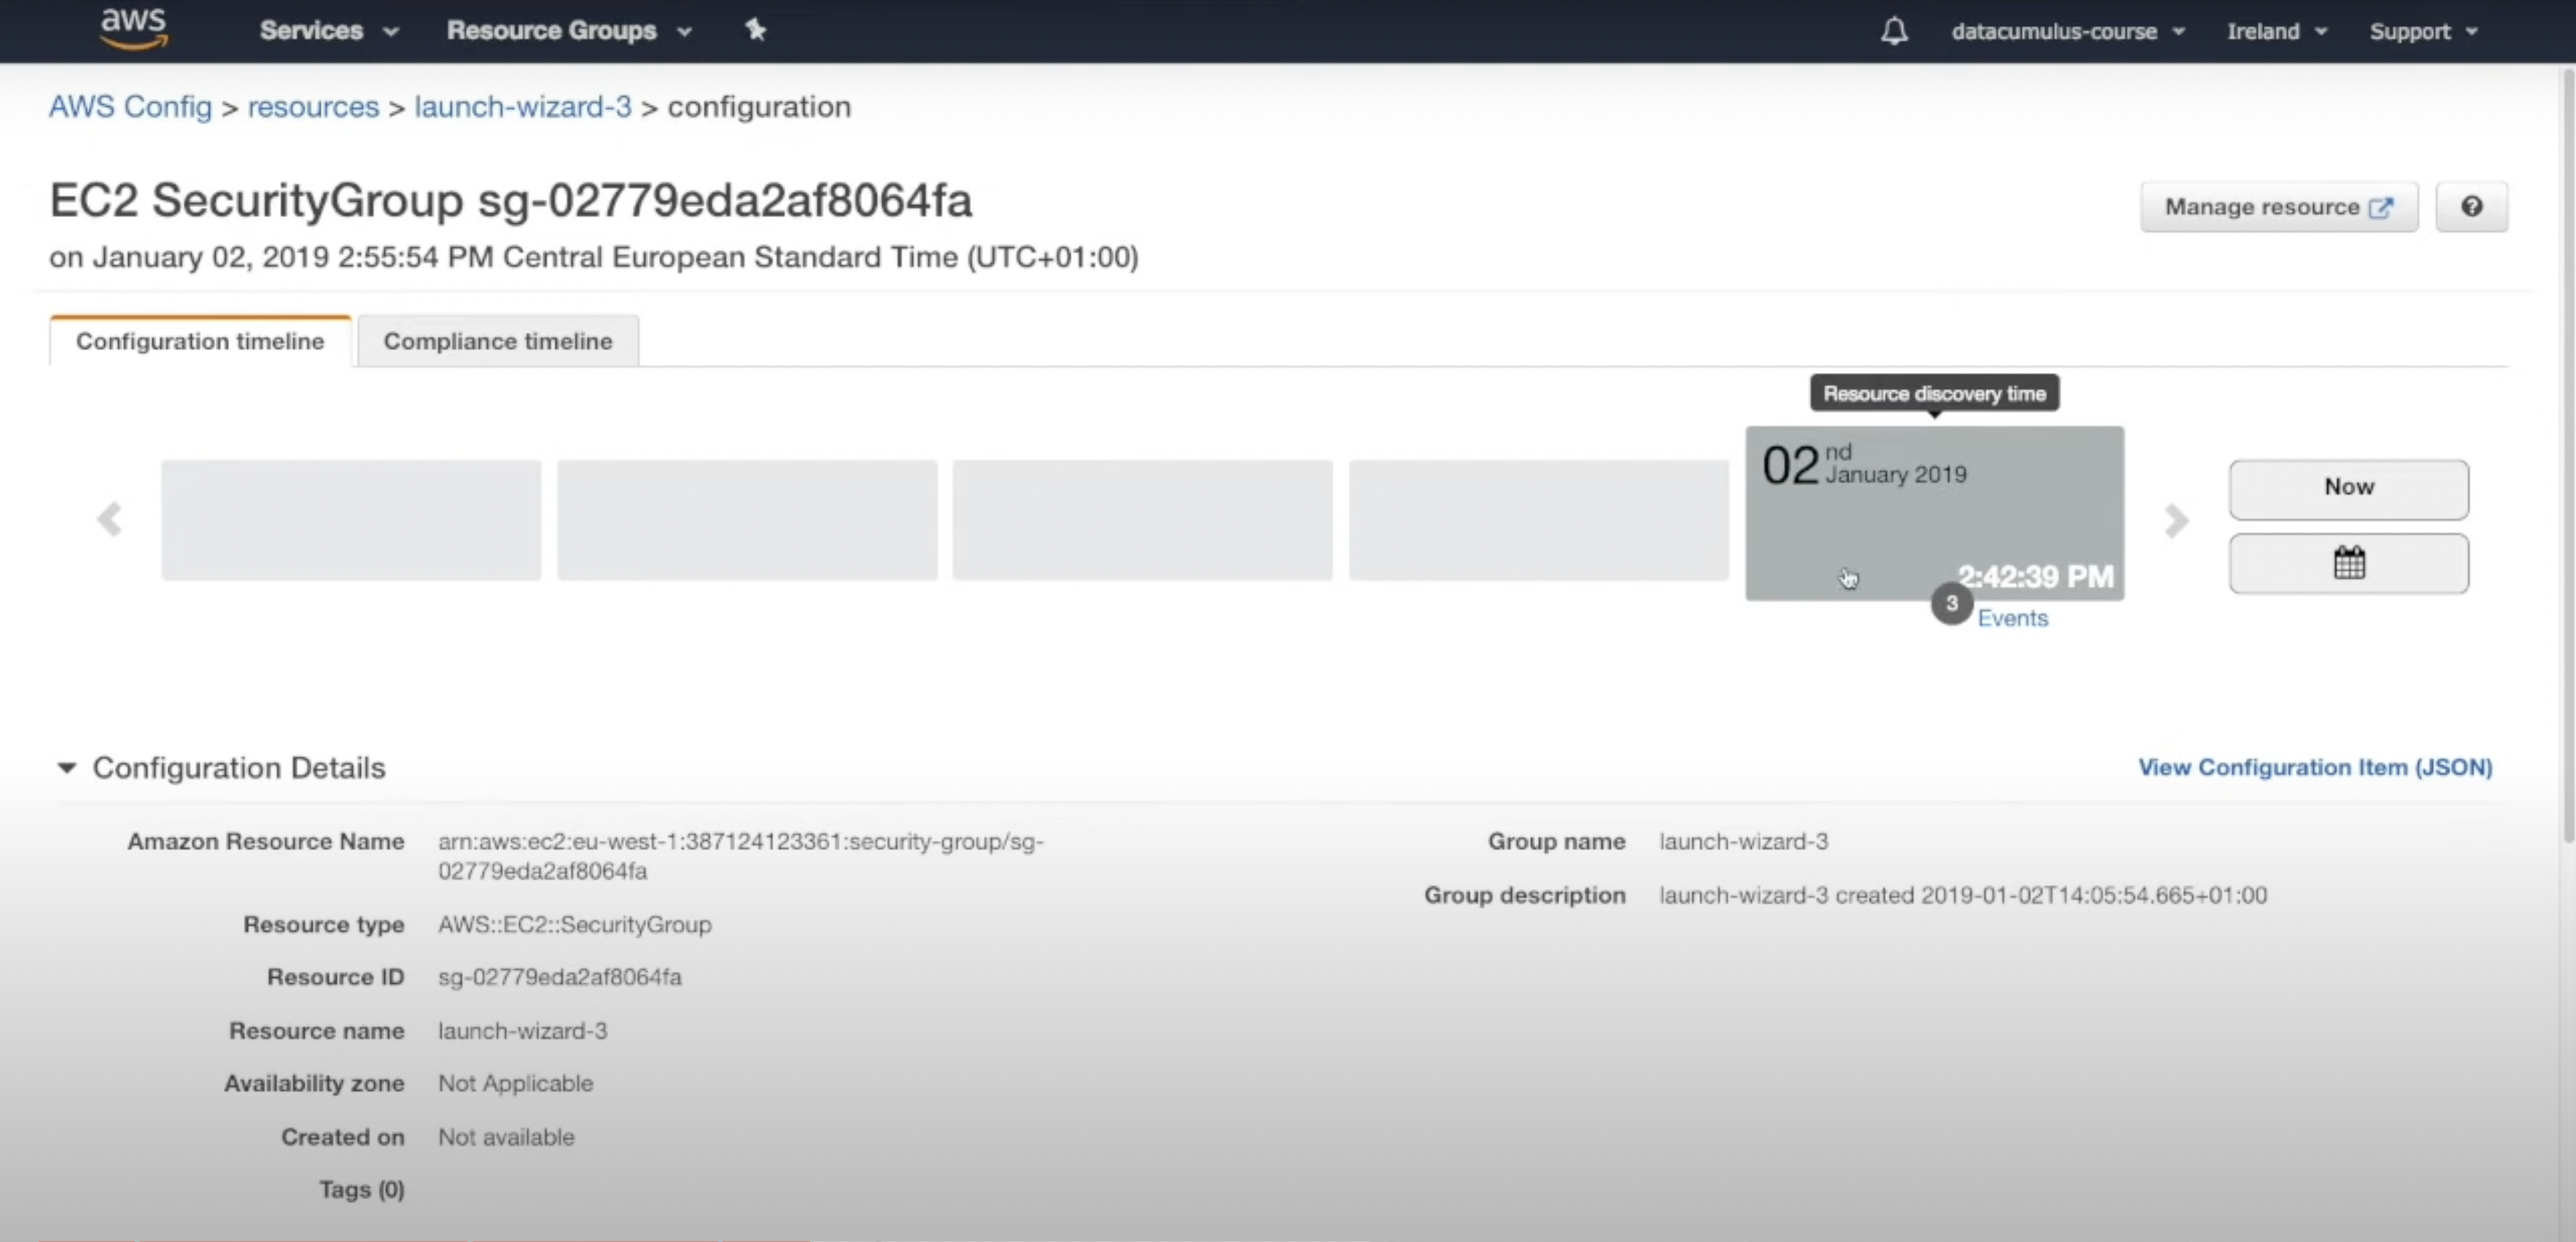 aws Services Resource Groups datacumulus-course Ireland Support
AWS Config > resources > launch-wizard-3 > configuration
EC2 SecurityGroup sg-02779eda2af8064fa
Manage resource ?
on January 02, 2019 2:55:54 PM Central European Standard Time (UTC+01:00)
Configuration timeline Compliance timeline
Resource discovery time
02 nd January 2019
Now
2:42:39 PM
3 Events
Configuration Details View Configuration Item (JSON)
Amazon Resource Name arn:aws:ec2:eu-west-1:387124123361:security-group/sg-
02779eda2af8064fa
Group name launch-wizard-3
Group description launch-wizard-3 created 2019-01-02T14:05:54.665+01:00
Resource type AWS::EC2::SecurityGroup
Resource ID sg-02779eda2af8064fa
Resource name launch-wizard-3
Availability zone Not Applicable
Created on Not available
Tags (0)